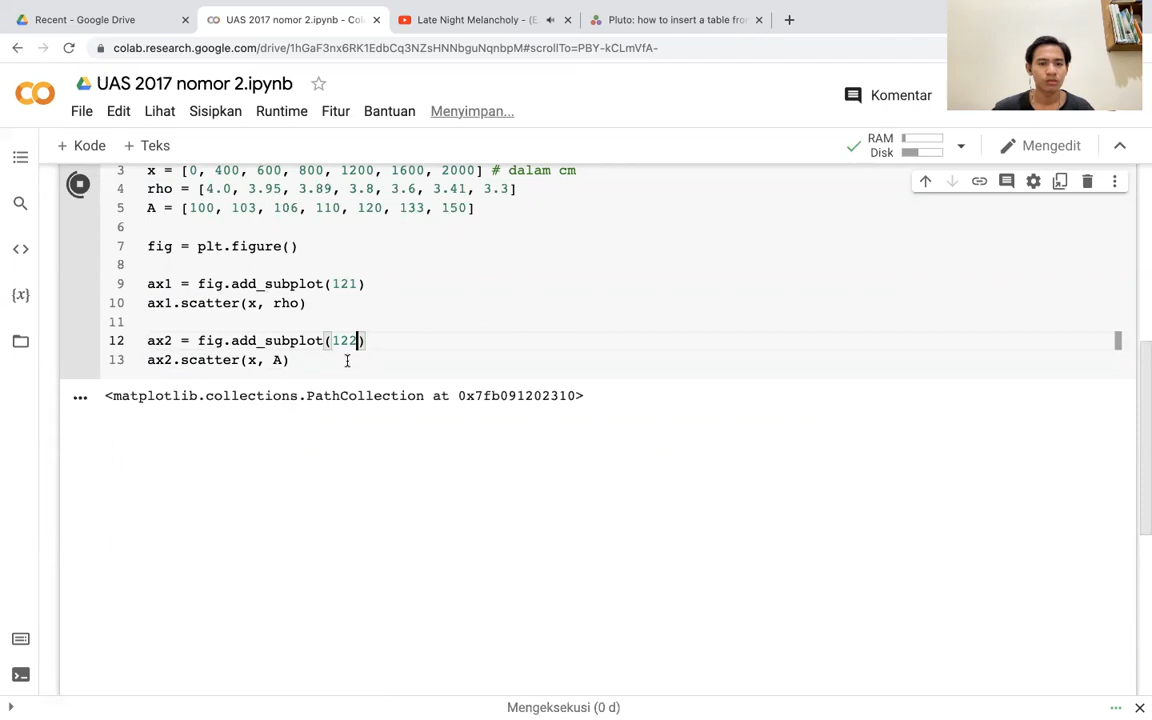 Recent - Google Drive
UAS 2017 nomor 2.ipynb - Co
Late Night Melancholy - (E
Pluto: how to insert a table from
colab.research.google.com/drive/1hGaF3nx6RK1EdbCq3NZsHNNbguNqnbpM#scrollTo=PBY-kCLmVfA-
UAS 2017 nomor 2.ipynb
Komentar
File Edit Lihat Sisipkan Runtime Fitur Bantuan Menyimpan...
+ Kode + Teks
RAM
Disk
Mengedit
3 x = [0, 400, 600, 800, 1200, 1600, 2000] # dalam cm
4 rho = [4.0, 3.95, 3.89, 3.8, 3.6, 3.41, 3.3]
5 A = [100, 103, 106, 110, 120, 133, 150]
6
7 fig = plt.figure()
8
9 ax1 = fig.add_subplot(121)
10 ax1.scatter(x, rho)
11
12 ax2 = fig.add_subplot(122)
13 ax2.scatter(x, A)
<matplotlib.collections.PathCollection at 0x7fb091202310>
Mengeksekusi (0 d)